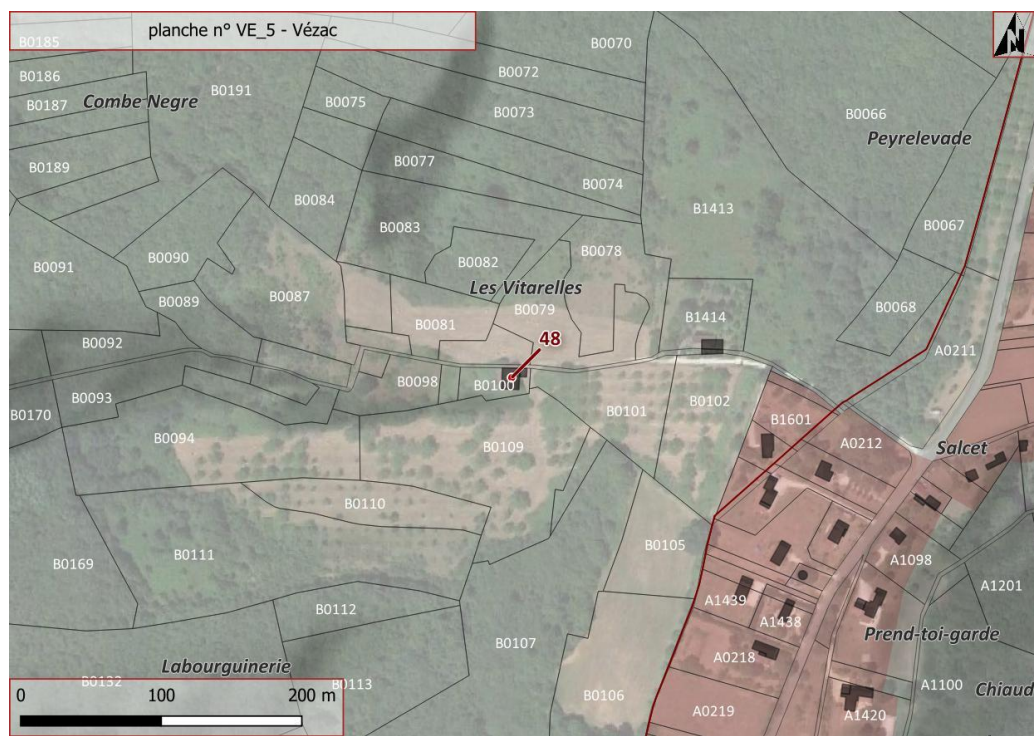 planche n° VE_5 - Vézac
N
B0185
B0070
B0186
B0072
B0191
B0187
Combe Negre
B0075
B0073
B0066
Peyrelevade
B0189
B0077
B0074
B0084
B1413
B0083
B0067
B0090
B0078
B0091
B0082
B0087
Les Vitarelles
B0089
B0079
B0068
B0081
B1414
B0092
48
A0211
B0098
B0100
B0093
B0101
B0102
B0170
B1601
B0094
B0109
A0212
Salcet
B0110
B0105
B0111
A1098
B0169
A1201
A1439
B0112
A1438
Prend-toi-garde
B0107
A0218
Labourguinerie
B0132
B0113
A1100
Chiaud
B0106
A0219
A1420
0 100 200 m